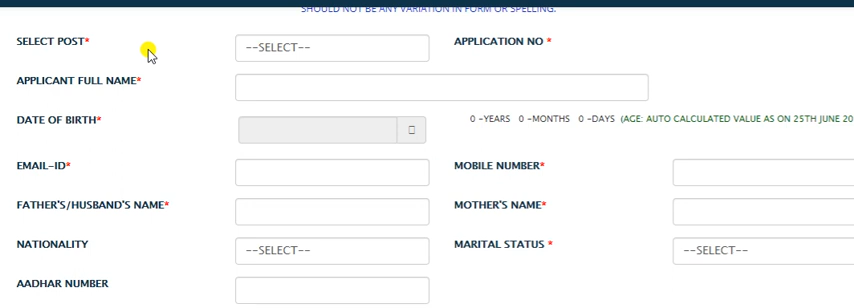 SHOULD NOT BE ANY VARIATION IN FORM OR SPELLING.
SELECT POST* --SELECT-- APPLICATION NO *
APPLICANT FULL NAME*
DATE OF BIRTH* 0 -YEARS 0 -MONTHS 0 -DAYS (AGE: AUTO CALCULATED VALUE AS ON 25TH JUNE 20
EMAIL-ID* MOBILE NUMBER*
FATHER'S/HUSBAND'S NAME* MOTHER'S NAME*
NATIONALITY --SELECT-- MARITAL STATUS * --SELECT--
AADHAR NUMBER